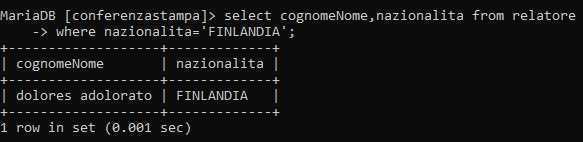 MariaDB [conferenzastampa]> select cognomeNome,nazionalita from relatore
    -> where nazionalita='FINLANDIA';
+-------------------+-------------+
| cognomeNome       | nazionalita |
+-------------------+-------------+
| dolores adolorato | FINLANDIA   |
+-------------------+-------------+
1 row in set (0.001 sec)